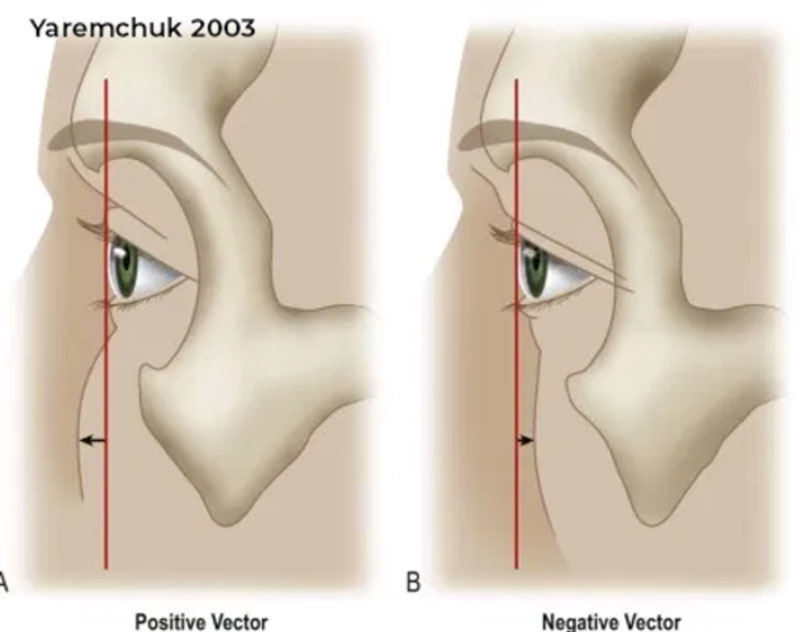 Yaremchuk 2003
A
B
Positive Vector
Negative Vector